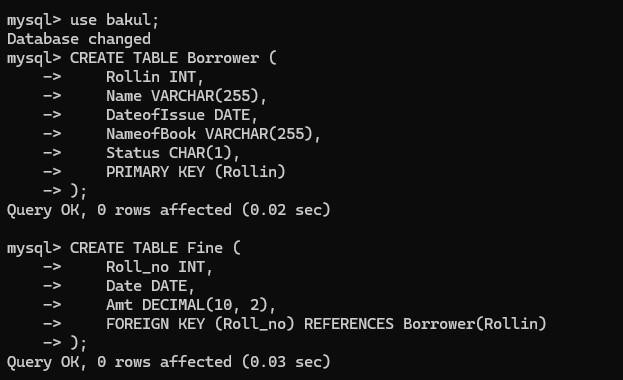 mysql> use bakul;
Database changed
mysql> CREATE TABLE Borrower (
    ->     Rollin INT,
    ->     Name VARCHAR(255),
    ->     DateofIssue DATE,
    ->     NameofBook VARCHAR(255),
    ->     Status CHAR(1),
    ->     PRIMARY KEY (Rollin)
    -> );
Query OK, 0 rows affected (0.02 sec)

mysql> CREATE TABLE Fine (
    ->     Roll_no INT,
    ->     Date DATE,
    ->     Amt DECIMAL(10, 2),
    ->     FOREIGN KEY (Roll_no) REFERENCES Borrower(Rollin)
    -> );
Query OK, 0 rows affected (0.03 sec)